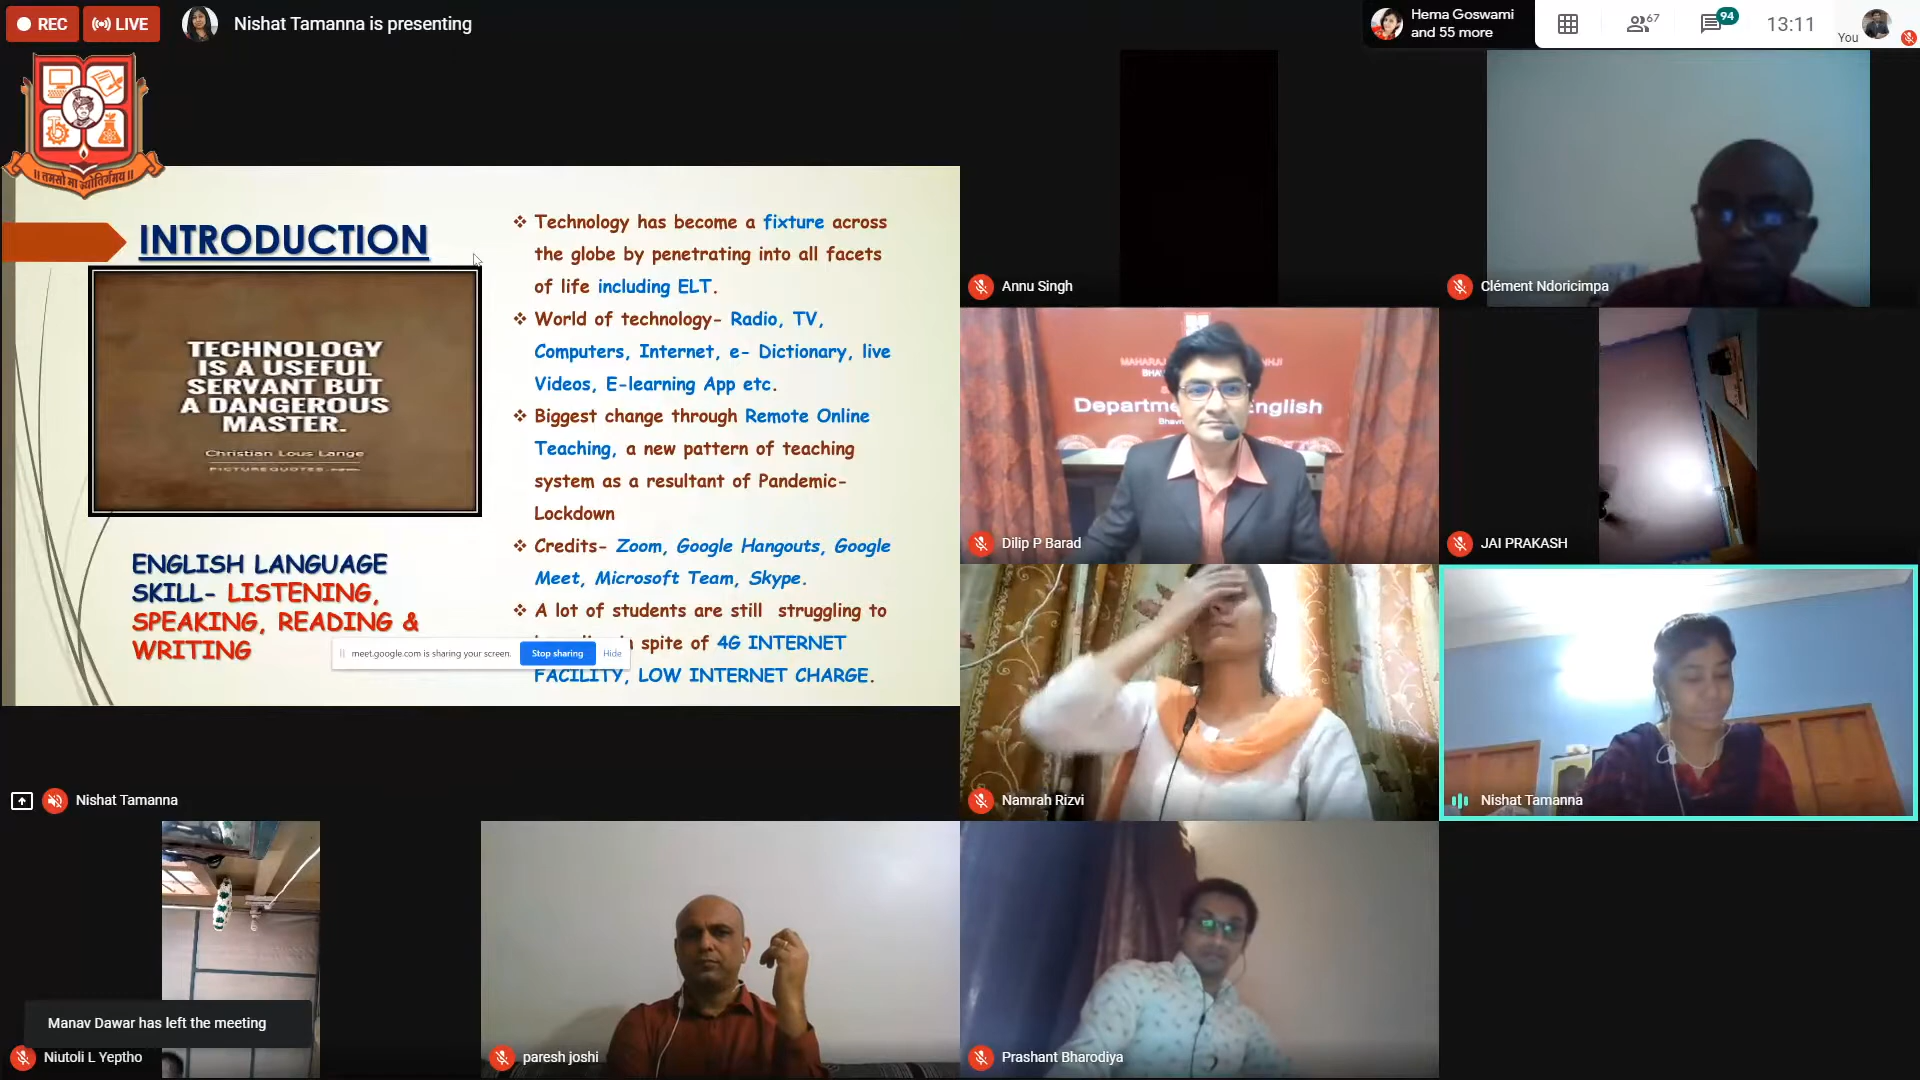 REC
LIVE
Nishat Tamanna is presenting
Hema Goswami
and 55 more
67
94
13:11
You
।। तमसो मा ज्योतिर्गमय ।।
INTRODUCTION
TECHNOLOGY
IS A USEFUL
SERVANT BUT
A DANGEROUS
MASTER.
Christian Lous Lange
ENGLISH LANGUAGE
SKILL- LISTENING,
SPEAKING, READING &
WRITING
❖ Technology has become a fixture across
the globe by penetrating into all facets
of life including ELT.
❖ World of technology- Radio, TV,
Computers, Internet, e- Dictionary, live
Videos, E-learning App etc.
❖ Biggest change through Remote Online
Teaching, a new pattern of teaching
system as a resultant of Pandemic-
Lockdown
❖ Credits- Zoom, Google Hangouts, Google
Meet, Microsoft Team, Skype.
❖ A lot of students are still struggling to
spite of 4G INTERNET
FACILITY, LOW INTERNET CHARGE.
meet.google.com is sharing your screen.
Stop sharing
Hide
Nishat Tamanna
Annu Singh
Clément Ndoricimpa
Department English
Dilip P Barad
JAI PRAKASH
Namrah Rizvi
Nishat Tamanna
Manav Dawar has left the meeting
Niutoli L Yeptho
paresh joshi
Prashant Bharodiya